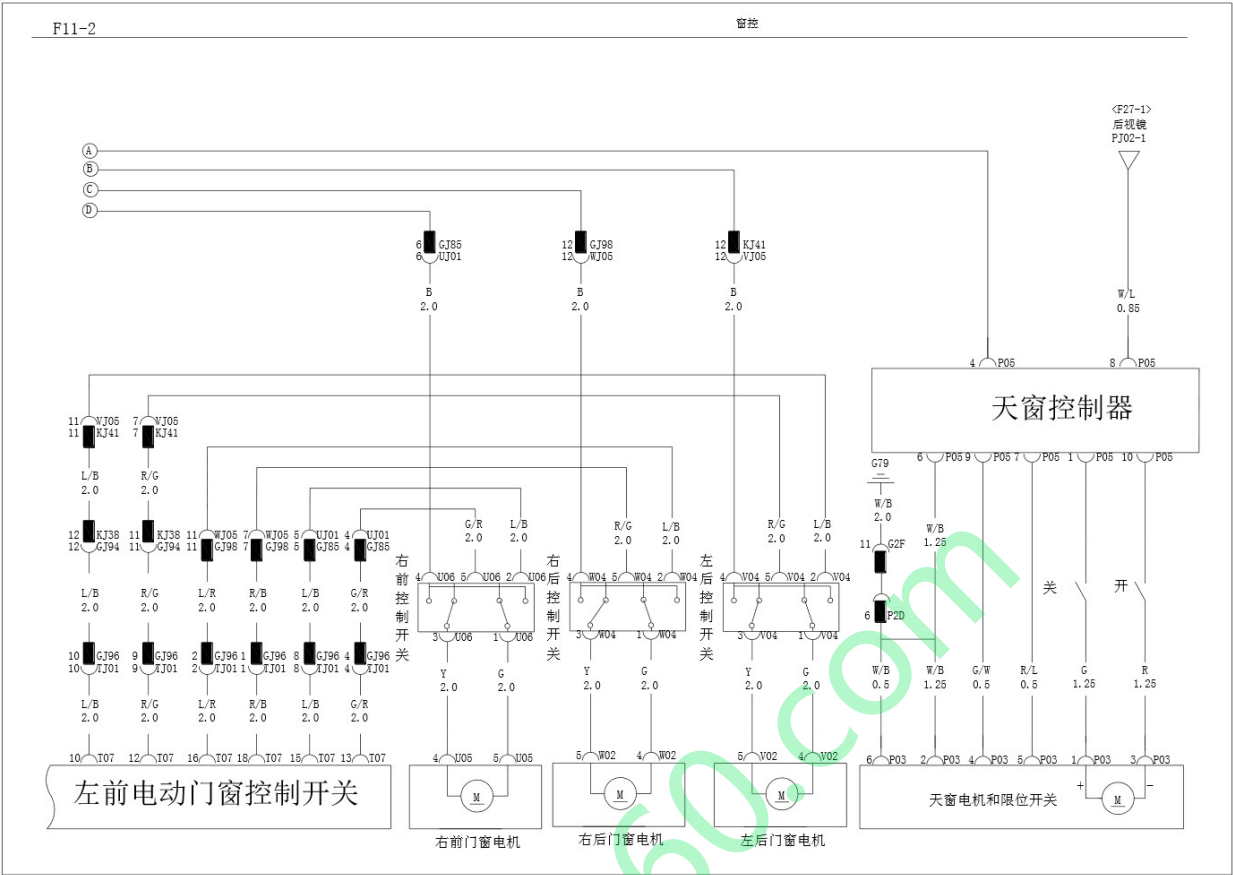 F11-2
窗控
<F27-1>
后视镜
PJ02-1
A
B
C
D
6 GJ85
6 UJ01
12 GJ98
12 WJ05
12 KJ41
12 VJ05
B
2.0
B
2.0
B
2.0
W/L
0.85
4 P05
8 P05
天窗控制器
11 VJ05
11 KJ41
7 VJ05
7 KJ41
6 P05
9 P05
7 P05
1 P05
10 P05
G79
L/B
2.0
R/G
2.0
W/B
2.0
W/B
1.25
12 KJ38
12 GJ94
11 KJ38
11 GJ94
11 WJ05
11 GJ98
7 WJ05
7 GJ98
5 UJ01
5 GJ85
4 UJ01
4 GJ85
G/R
2.0
L/B
2.0
R/G
2.0
L/B
2.0
R/G
2.0
L/B
2.0
11 G2F
右前控制开关
4 U06
5 U06
2 U06
右后控制开关
4 W04
5 W04
2 W04
左后控制开关
4 V04
5 V04
2 V04
关
开
L/B
2.0
R/G
2.0
L/R
2.0
R/B
2.0
L/B
2.0
G/R
2.0
6 P2D
3 U06
1 U06
3 W04
1 W04
3 V04
1 V04
10 GJ96
10 TJ01
9 GJ96
9 TJ01
2 GJ96
2 TJ01
1 GJ96
1 TJ01
8 GJ96
8 TJ01
4 GJ96
4 TJ01
Y
2.0
G
2.0
Y
2.0
G
2.0
Y
2.0
G
2.0
W/B
0.5
W/B
1.25
G/W
0.5
R/L
0.5
G
1.25
R
1.25
L/B
2.0
R/G
2.0
L/R
2.0
R/B
2.0
L/B
2.0
G/R
2.0
10 T07
12 T07
16 T07
18 T07
15 T07
13 T07
4 U05
5 U05
5 W02
4 W02
5 V02
4 V02
6 P03
2 P03
4 P03
5 P03
1 P03
3 P03
左前电动门窗控制开关
M
M
M
天窗电机和限位开关
+
M
-
右前门窗电机
右后门窗电机
左后门窗电机
60.com